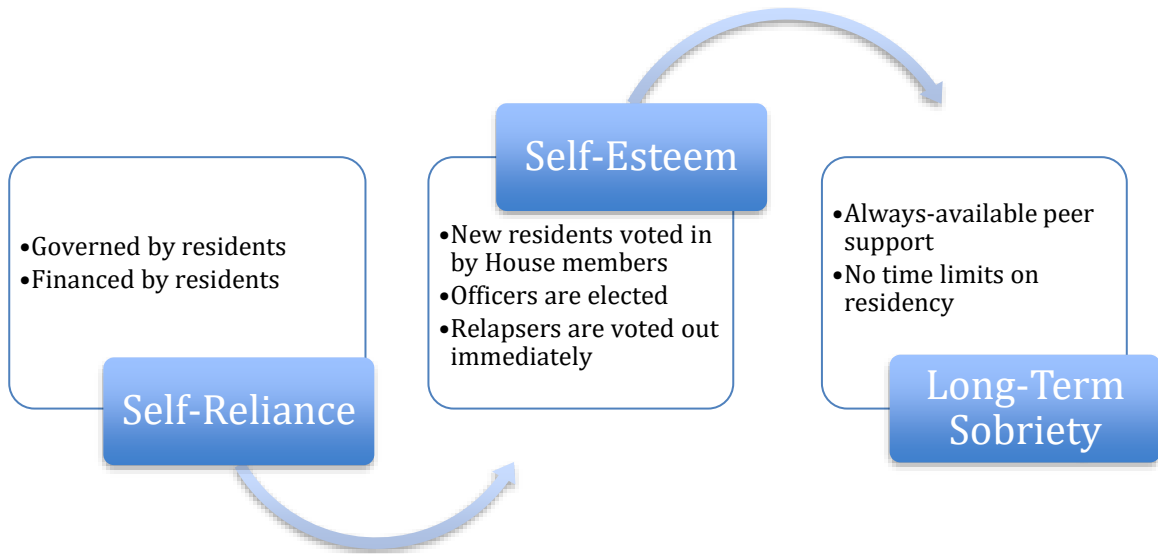 •Governed by residents
•Financed by residents
Self-Reliance
Self-Esteem
•New residents voted in
by House members
•Officers are elected
•Relapsers are voted out
immediately
•Always-available peer
support
•No time limits on
residency
Long-Term
Sobriety